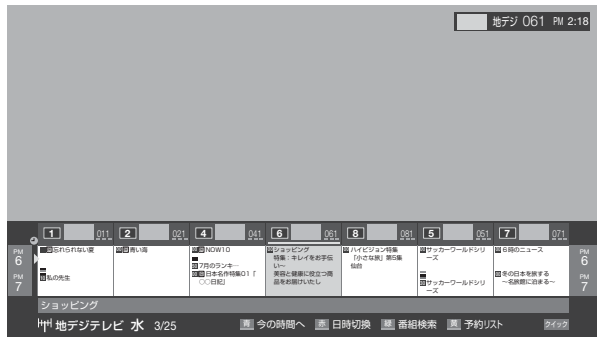 地デジ 061 PM 2:18
1 011 2 021 4 041 6 061 8 081 5 051 7 071
PM 6
PM 7
忘れられない夏
私の先生
青い海
NOW10
7月のランキ…
日本名作特集01「
○○日記」
ショッピング
特集:キレイをお手伝
い〜
美容と健康に役立つ商
品をお届けいたし
ハイビジョン特集
「小さな旅」第5集
仙台
サッカーワールドシリ
ーズ
サッカーワールドシリ
ーズ
6時のニュース
冬の日本を旅する
〜名旅館に泊まる〜
PM 6
PM 7
ショッピング
地デジテレビ 水 3/25 青 今の時間へ 赤 日時切換 緑 番組検索 黄 予約リスト クイック